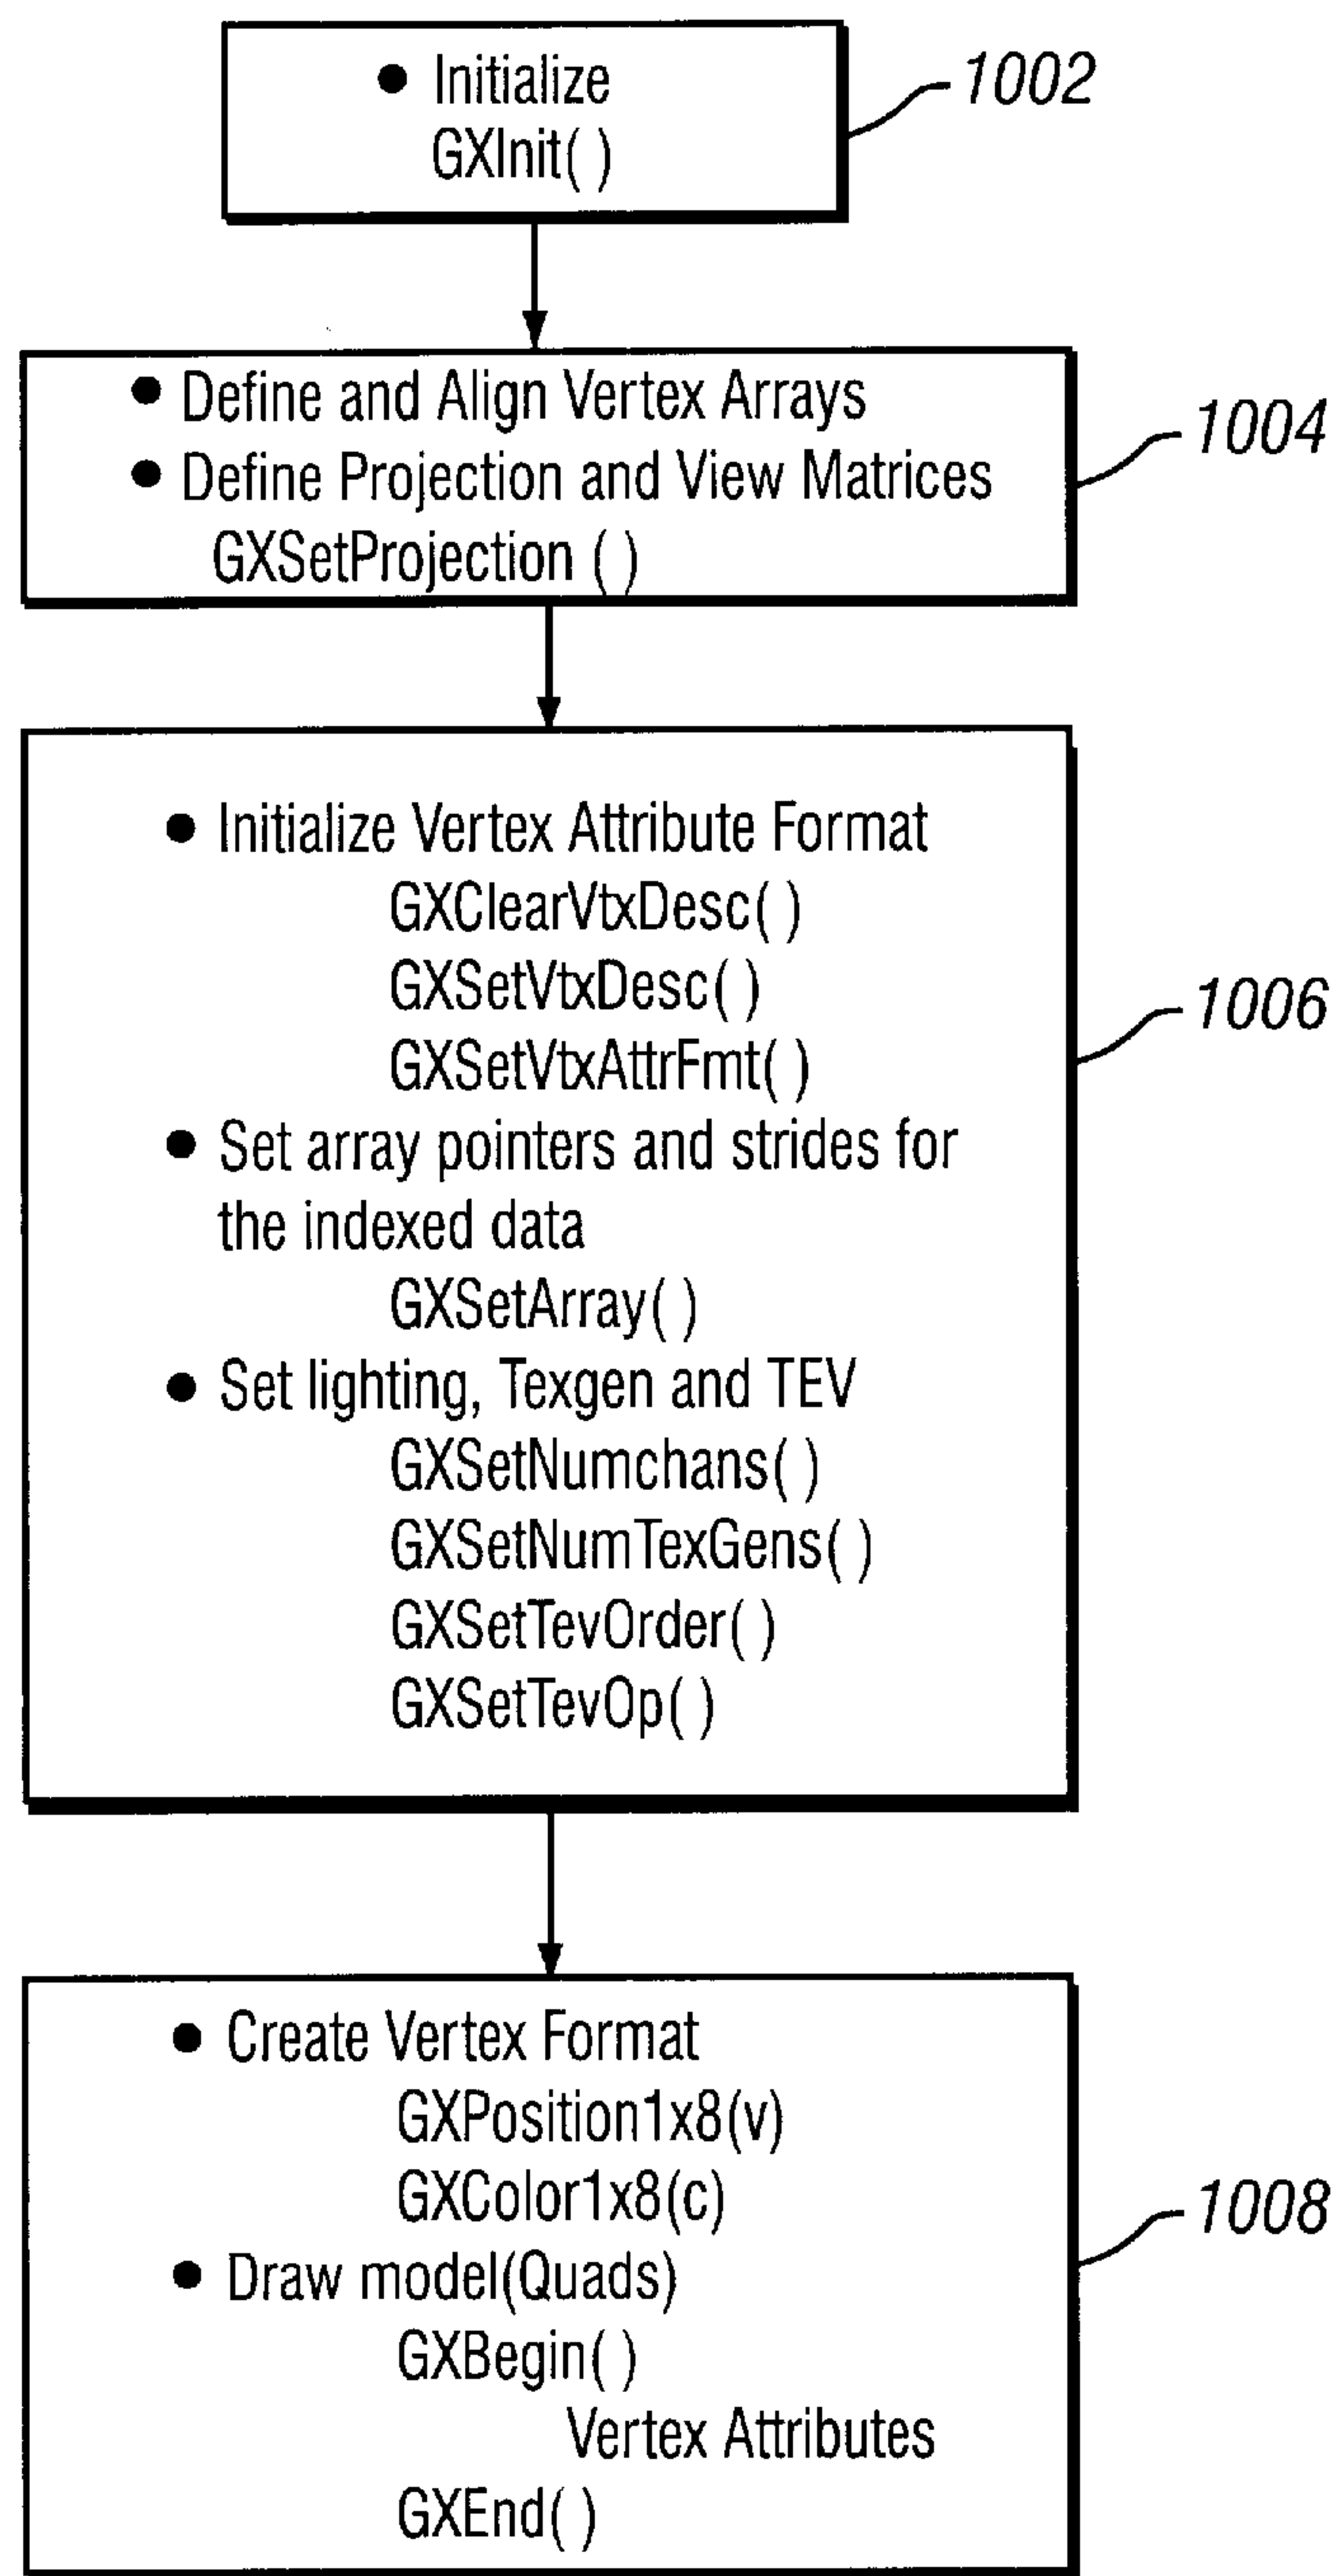 • Initialize
GXInit( )
1002
• Define and Align Vertex Arrays
• Define Projection and View Matrices
GXSetProjection ( )
1004
• Initialize Vertex Attribute Format
GXClearVtxDesc( )
GXSetVtxDesc( )
GXSetVtxAttrFmt( )
• Set array pointers and strides for
the indexed data
GXSetArray( )
• Set lighting, Texgen and TEV
GXSetNumchans( )
GXSetNumTexGens( )
GXSetTevOrder( )
GXSetTevOp( )
1006
• Create Vertex Format
GXPosition1x8(v)
GXColor1x8(c)
• Draw model(Quads)
GXBegin( )
Vertex Attributes
GXEnd( )
1008